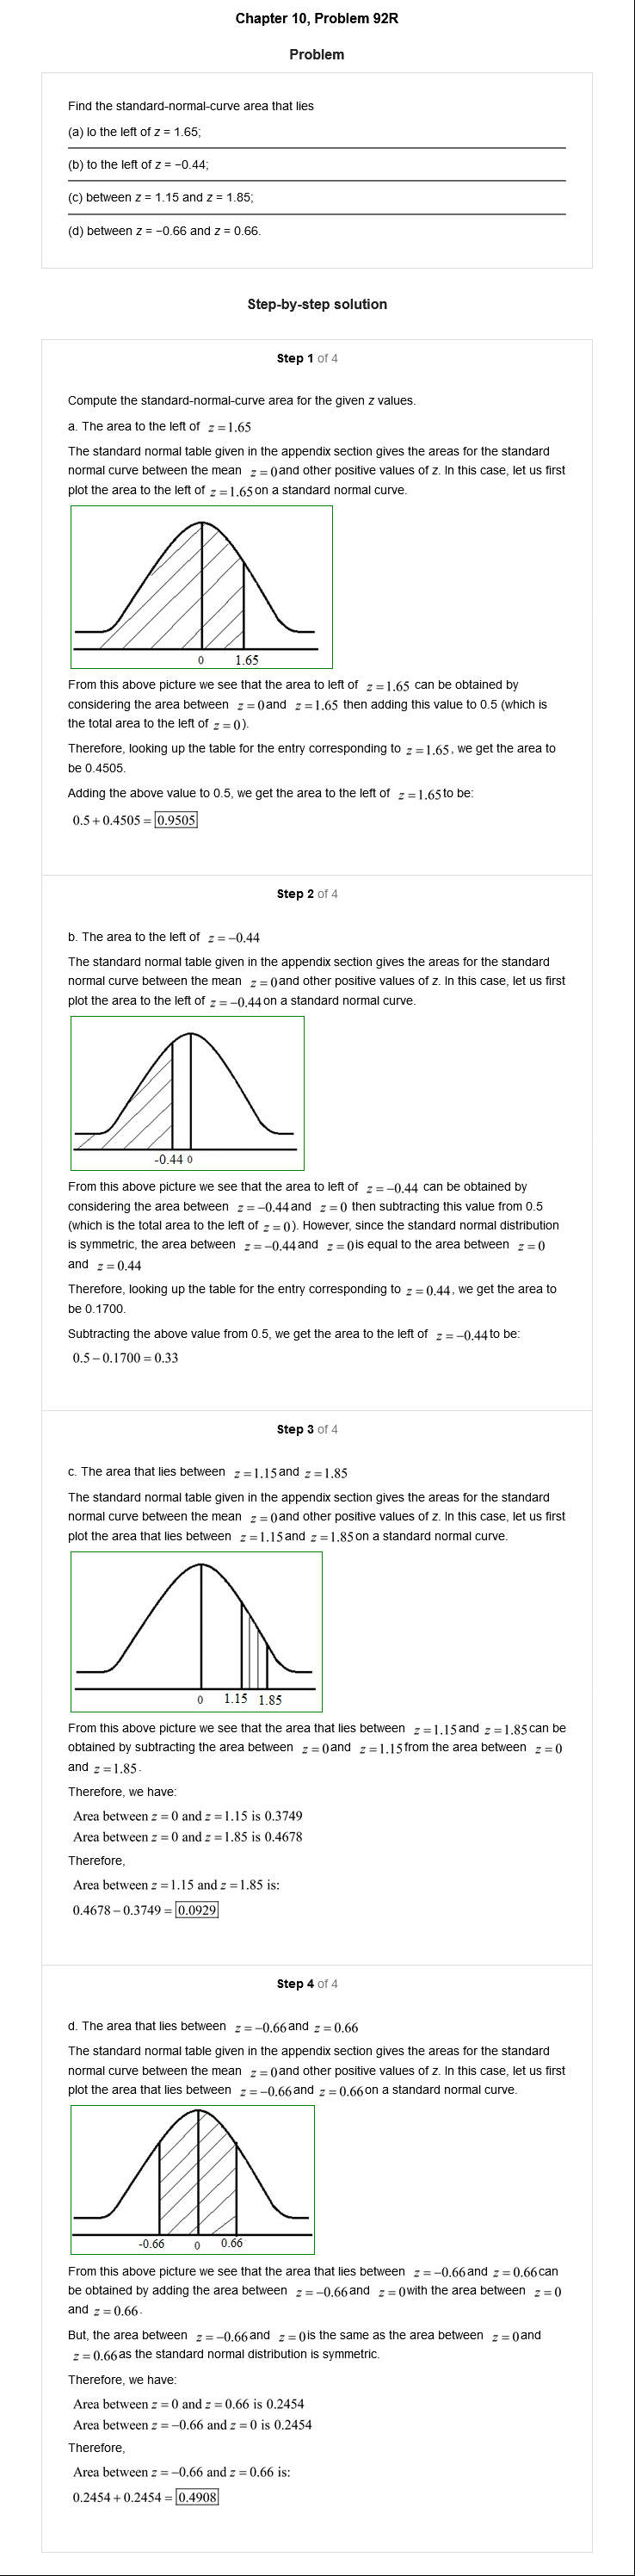 Chapter 10, Problem 92R
Problem
Find the standard-normal-curve area that lies
(a) lo the left of z = 1.65;
(b) to the left of z = −0.44;
(c) between z = 1.15 and z = 1.85;
(d) between z = −0.66 and z = 0.66.
Step-by-step solution
Step 1 of 4
Compute the standard-normal-curve area for the given z values.
a. The area to the left of z = 1.65
The standard normal table given in the appendix section gives the areas for the standard
normal curve between the mean z = 0 and other positive values of z. In this case, let us first
plot the area to the left of z = 1.65 on a standard normal curve.
0 1.65
From this above picture we see that the area to left of z = 1.65 can be obtained by
considering the area between z = 0 and z = 1.65 then adding this value to 0.5 (which is
the total area to the left of z = 0).
Therefore, looking up the table for the entry corresponding to z = 1.65, we get the area to
be 0.4505.
Adding the above value to 0.5, we get the area to the left of z = 1.65 to be:
0.5 + 0.4505 = 0.9505
Step 2 of 4
b. The area to the left of z = −0.44
The standard normal table given in the appendix section gives the areas for the standard
normal curve between the mean z = 0 and other positive values of z. In this case, let us first
plot the area to the left of z = −0.44 on a standard normal curve.
-0.44 0
From this above picture we see that the area to left of z = −0.44 can be obtained by
considering the area between z = −0.44 and z = 0 then subtracting this value from 0.5
(which is the total area to the left of z = 0). However, since the standard normal distribution
is symmetric, the area between z = −0.44 and z = 0 is equal to the area between z = 0
and z = 0.44
Therefore, looking up the table for the entry corresponding to z = 0.44, we get the area to
be 0.1700.
Subtracting the above value from 0.5, we get the area to the left of z = −0.44 to be:
0.5 − 0.1700 = 0.33
Step 3 of 4
c. The area that lies between z = 1.15 and z = 1.85
The standard normal table given in the appendix section gives the areas for the standard
normal curve between the mean z = 0 and other positive values of z. In this case, let us first
plot the area that lies between z = 1.15 and z = 1.85 on a standard normal curve.
0 1.15 1.85
From this above picture we see that the area that lies between z = 1.15 and z = 1.85 can be
obtained by subtracting the area between z = 0 and z = 1.15 from the area between z = 0
and z = 1.85.
Therefore, we have:
Area between z = 0 and z = 1.15 is 0.3749
Area between z = 0 and z = 1.85 is 0.4678
Therefore,
Area between z = 1.15 and z = 1.85 is:
0.4678 − 0.3749 = 0.0929
Step 4 of 4
d. The area that lies between z = −0.66 and z = 0.66
The standard normal table given in the appendix section gives the areas for the standard
normal curve between the mean z = 0 and other positive values of z. In this case, let us first
plot the area that lies between z = −0.66 and z = 0.66 on a standard normal curve.
-0.66 0 0.66
From this above picture we see that the area that lies between z = −0.66 and z = 0.66 can
be obtained by adding the area between z = −0.66 and z = 0 with the area between z = 0
and z = 0.66.
But, the area between z = −0.66 and z = 0 is the same as the area between z = 0 and
z = 0.66 as the standard normal distribution is symmetric.
Therefore, we have:
Area between z = 0 and z = 0.66 is 0.2454
Area between z = −0.66 and z = 0 is 0.2454
Therefore,
Area between z = −0.66 and z = 0.66 is:
0.2454 + 0.2454 = 0.4908